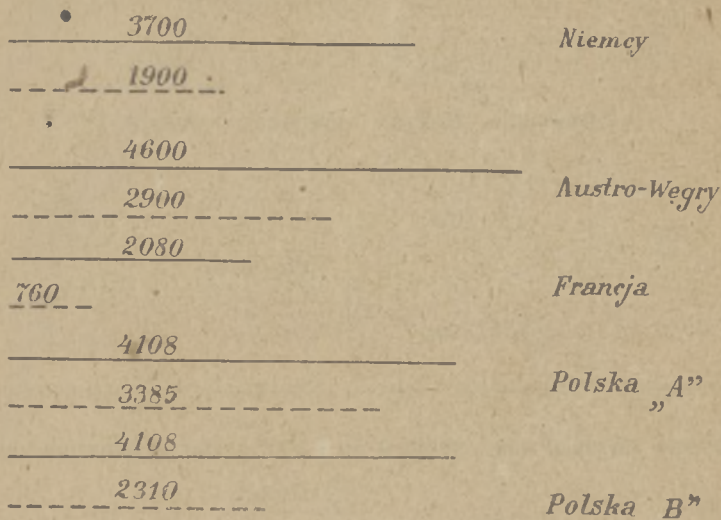 3700
Niemcy
1900
4600
Austro-Węgry
2900
2080
Francja
760
4108
Polska „A”
3385
4108
2310
Polska B”